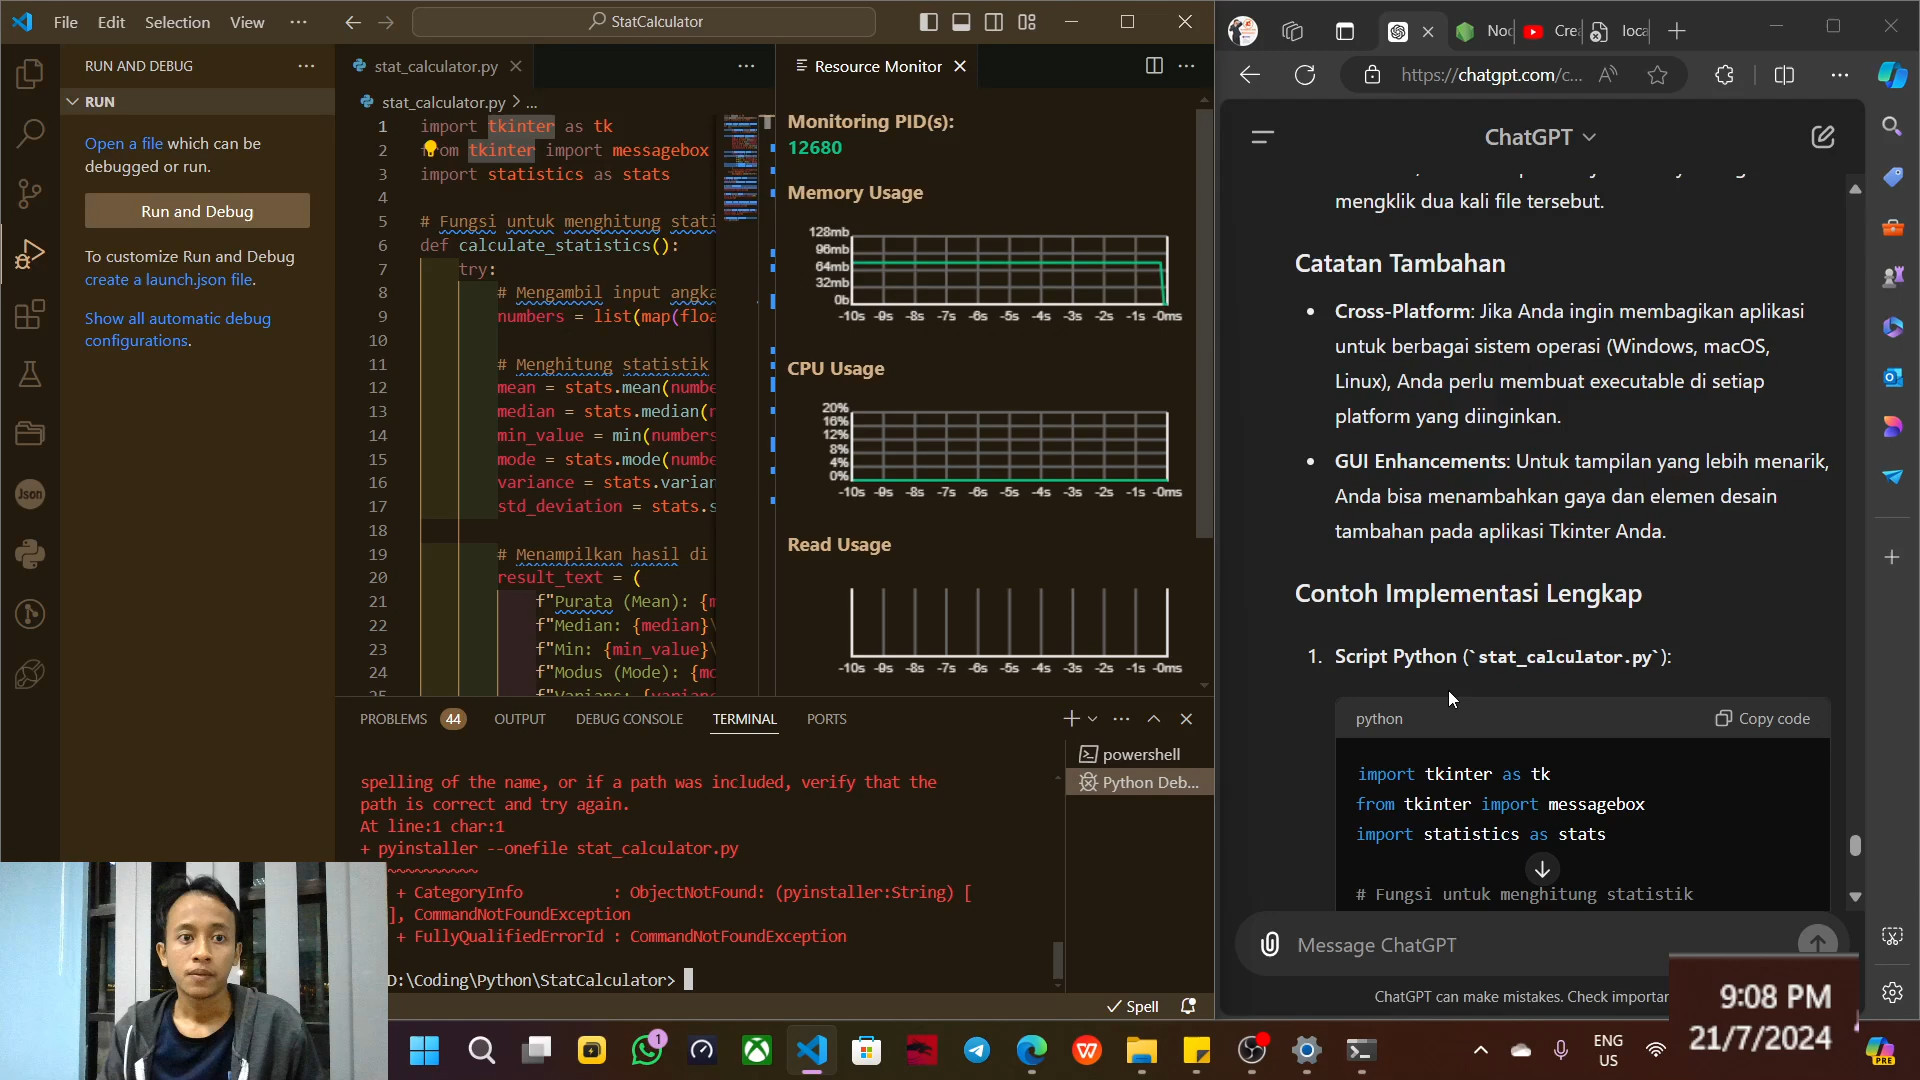 File Edit Selection View ···
StatCalculator
RUN AND DEBUG
RUN
Open a file which can be
debugged or run.
Run and Debug
To customize Run and Debug
create a launch.json file.
Show all automatic debug
configurations.
Json
stat_calculator.py
stat_calculator.py > ...
1 import tkinter as tk
2 from tkinter import messagebox
3 import statistics as stats
4
5 # Fungsi untuk menghitung stati
6 def calculate_statistics():
7 try:
8 # Mengambil input angka
9 numbers = list(map(floa
10
11 # Menghitung statistik
12 mean = stats.mean(numbe
13 median = stats.median(n
14 min_value = min(numbers
15 mode = stats.mode(numbe
16 variance = stats.varian
17 std_deviation = stats.s
18
19 # Menampilkan hasil di
20 result_text = (
21 f"Purata (Mean): {m
22 f"Median: {median}\
23 f"Min: {min_value}\
24 f"Modus (Mode): {mo
25 f"Varians: {varianc
Resource Monitor
Monitoring PID(s):
12680
Memory Usage
128mb
96mb
64mb
32mb
0b
-10s -9s -8s -7s -6s -5s -4s -3s -2s -1s -0ms
CPU Usage
20%
16%
12%
8%
4%
0%
-10s -9s -8s -7s -6s -5s -4s -3s -2s -1s -0ms
Read Usage
-10s -9s -8s -7s -6s -5s -4s -3s -2s -1s -0ms
PROBLEMS 44 OUTPUT DEBUG CONSOLE TERMINAL PORTS
powershell
Python Deb...
spelling of the name, or if a path was included, verify that the
path is correct and try again.
At line:1 char:1
+ pyinstaller --onefile stat_calculator.py
~~~~~~~~~~~
+ CategoryInfo : ObjectNotFound: (pyinstaller:String) [
], CommandNotFoundException
+ FullyQualifiedErrorId : CommandNotFoundException
D:\Coding\Python\StatCalculator>
Spell
Noc
Cre
loca
https://chatgpt.com/c...
ChatGPT
mengklik dua kali file tersebut.
Catatan Tambahan
• Cross-Platform: Jika Anda ingin membagikan aplikasi
untuk berbagai sistem operasi (Windows, macOS,
Linux), Anda perlu membuat executable di setiap
platform yang diinginkan.
• GUI Enhancements: Untuk tampilan yang lebih menarik,
Anda bisa menambahkan gaya dan elemen desain
tambahan pada aplikasi Tkinter Anda.
Contoh Implementasi Lengkap
1. Script Python (`stat_calculator.py`):
python
Copy code
import tkinter as tk
from tkinter import messagebox
import statistics as stats
# Fungsi untuk menghitung statistik
Message ChatGPT
ChatGPT can make mistakes. Check importan
9:08 PM
21/7/2024
1
ENG
US
PRE